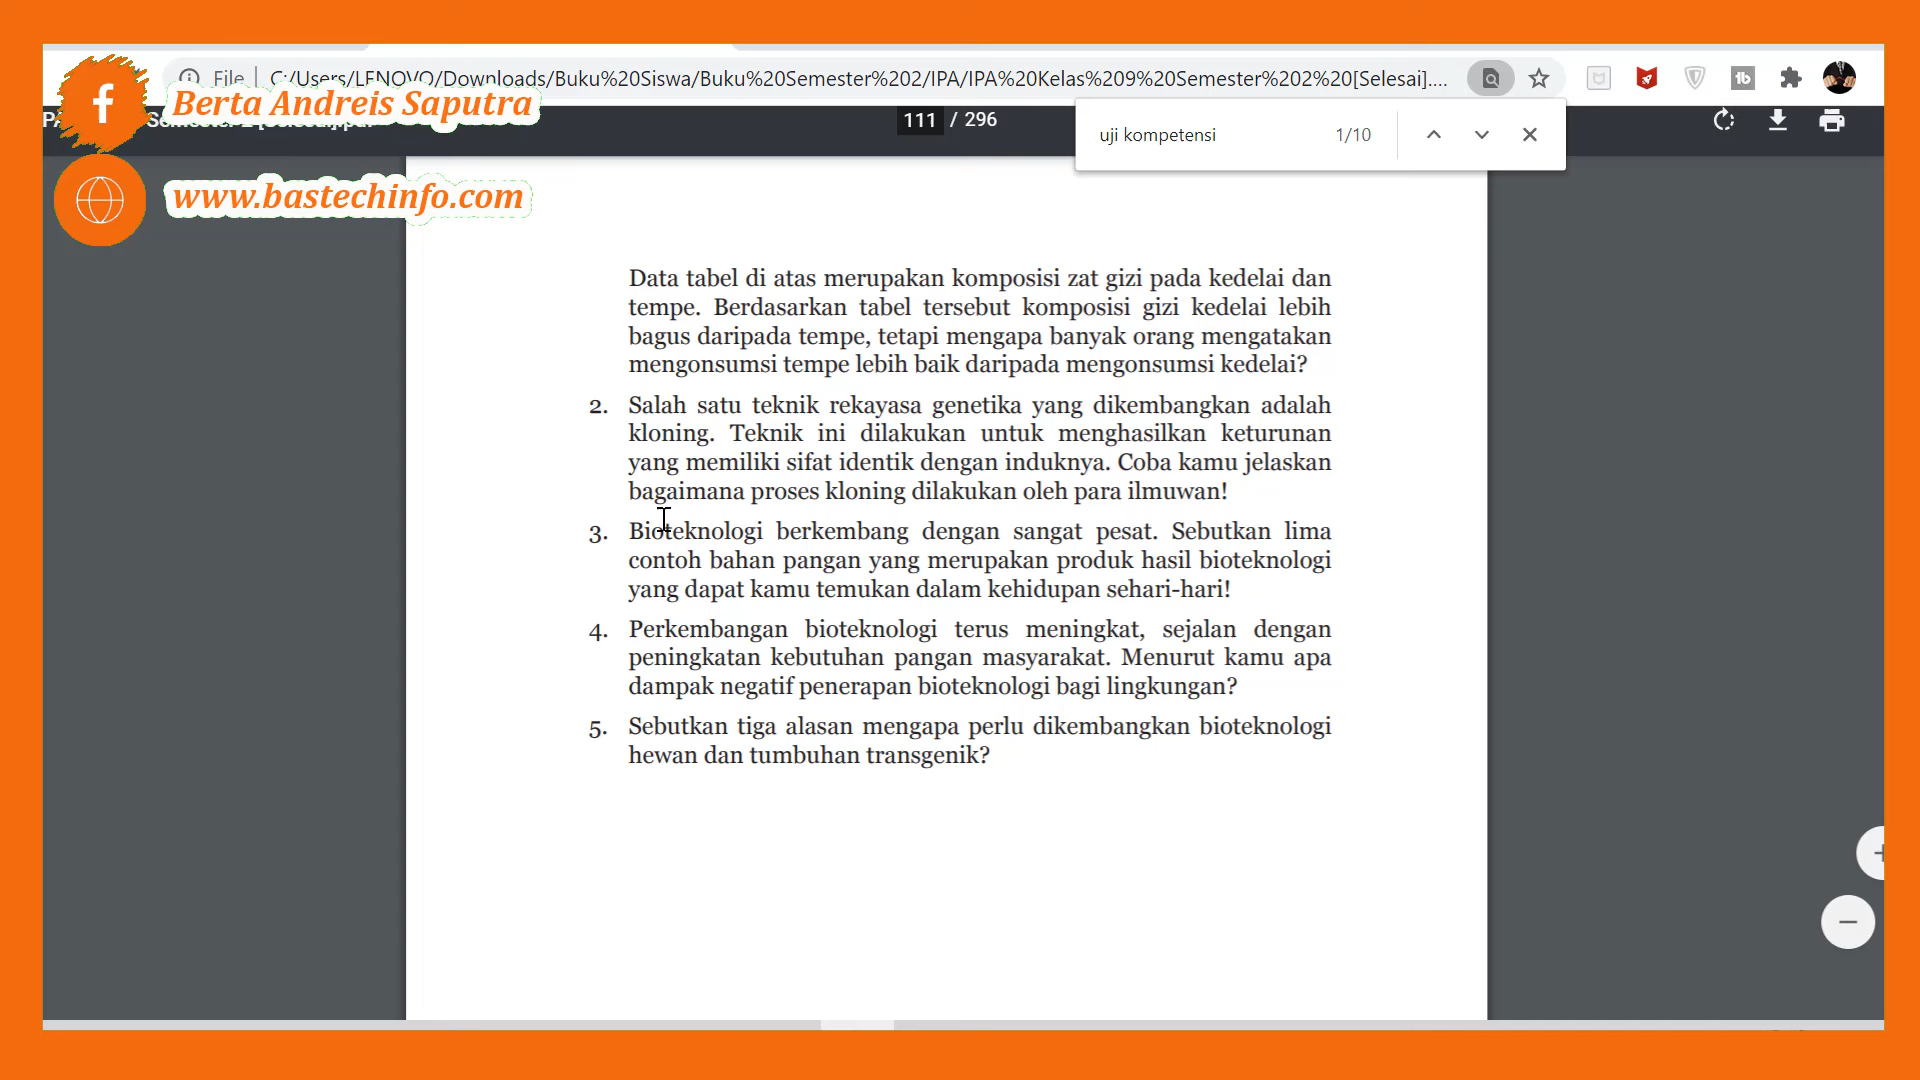 File
C:/Users/LENOVO/Downloads/Buku%20Siswa/Buku%20Semester%202/IPA/IPA%20Kelas%209%20Semester%202%20[Selesai]....
Berta Andreis Saputra
111 / 296
uji kompetensi
1/10
www.bastechinfo.com
Data tabel di atas merupakan komposisi zat gizi pada kedelai dan
tempe. Berdasarkan tabel tersebut komposisi gizi kedelai lebih
bagus daripada tempe, tetapi mengapa banyak orang mengatakan
mengonsumsi tempe lebih baik daripada mengonsumsi kedelai?
2. Salah satu teknik rekayasa genetika yang dikembangkan adalah
kloning. Teknik ini dilakukan untuk menghasilkan keturunan
yang memiliki sifat identik dengan induknya. Coba kamu jelaskan
bagaimana proses kloning dilakukan oleh para ilmuwan!
3. Bioteknologi berkembang dengan sangat pesat. Sebutkan lima
contoh bahan pangan yang merupakan produk hasil bioteknologi
yang dapat kamu temukan dalam kehidupan sehari-hari!
4. Perkembangan bioteknologi terus meningkat, sejalan dengan
peningkatan kebutuhan pangan masyarakat. Menurut kamu apa
dampak negatif penerapan bioteknologi bagi lingkungan?
5. Sebutkan tiga alasan mengapa perlu dikembangkan bioteknologi
hewan dan tumbuhan transgenik?